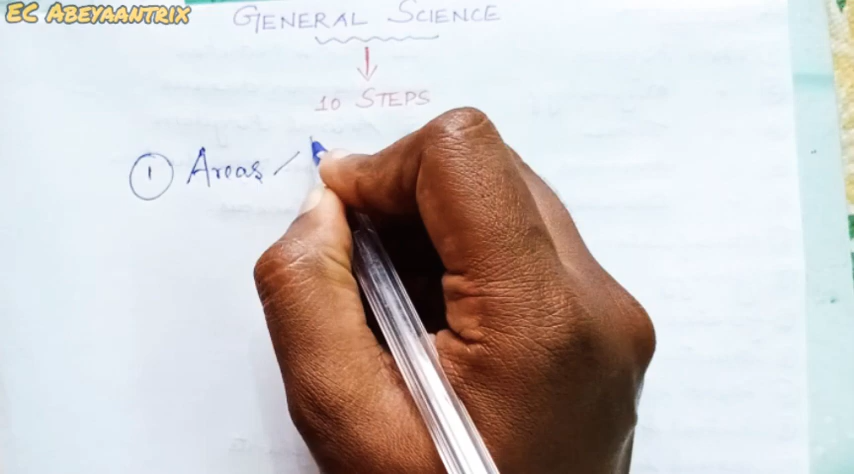 EC ABEYAANTRIX
GENERAL SCIENCE
10 STEPS
① Areas /